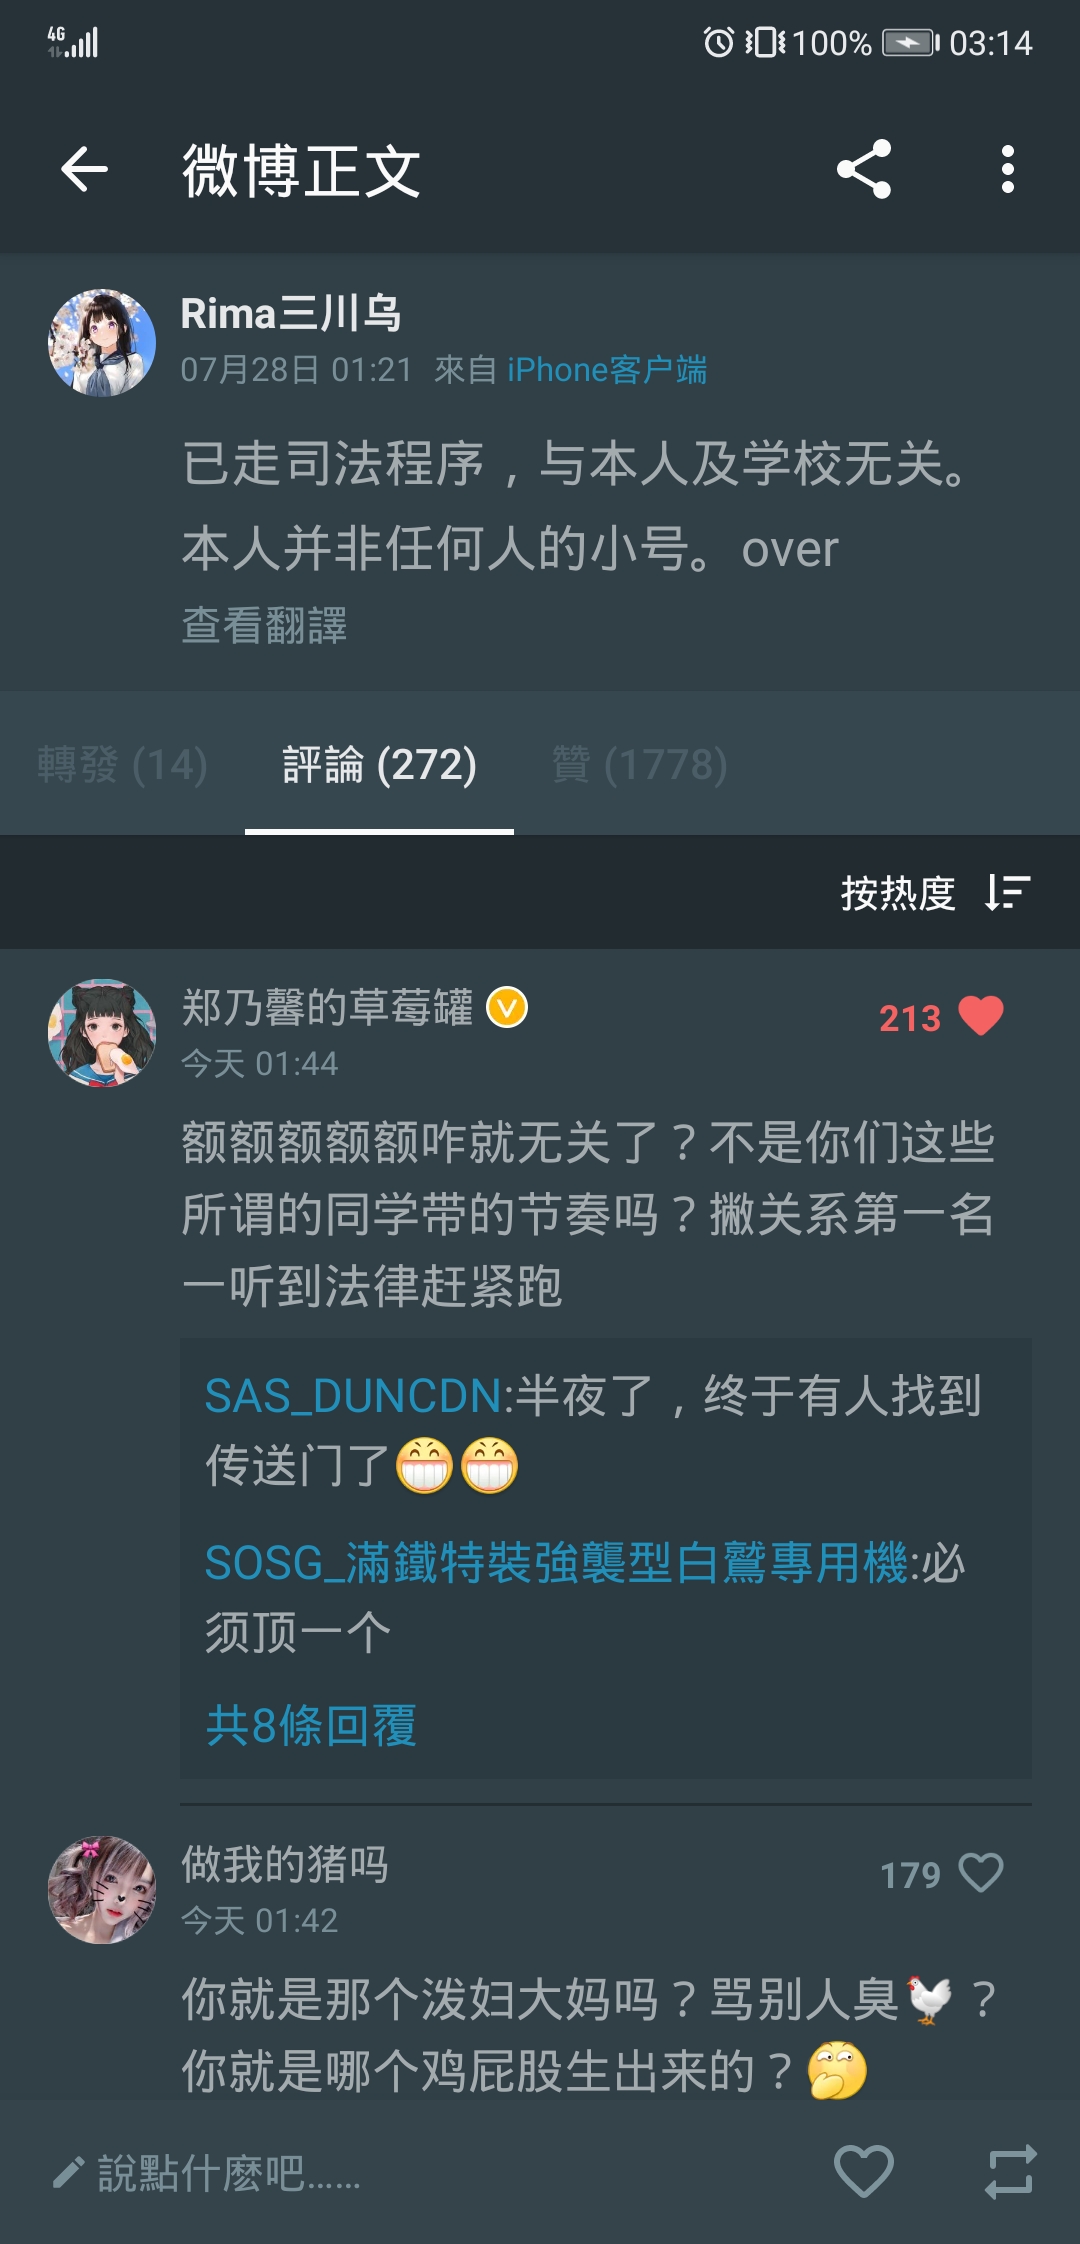 4G
100%
03:14
微博正文
Rima三川乌
07月28日 01:21 來自 iPhone客户端
已走司法程序，与本人及学校无关。
本人并非任何人的小号。over
查看翻譯
轉發 (14)
評論 (272)
贊 (1778)
按热度
郑乃馨的草莓罐
213
今天 01:44
额额额额额咋就无关了？不是你们这些
所谓的同学带的节奏吗？撇关系第一名
一听到法律赶紧跑
SAS_DUNCDN:半夜了，终于有人找到
传送门了😁😁
SOSG_滿鐵特裝強襲型白鷲專用機:必
须顶一个
共8條回覆
做我的猪吗
179
今天 01:42
你就是那个泼妇大妈吗？骂别人臭🐓？
你就是哪个鸡屁股生出来的？
說點什麽吧......